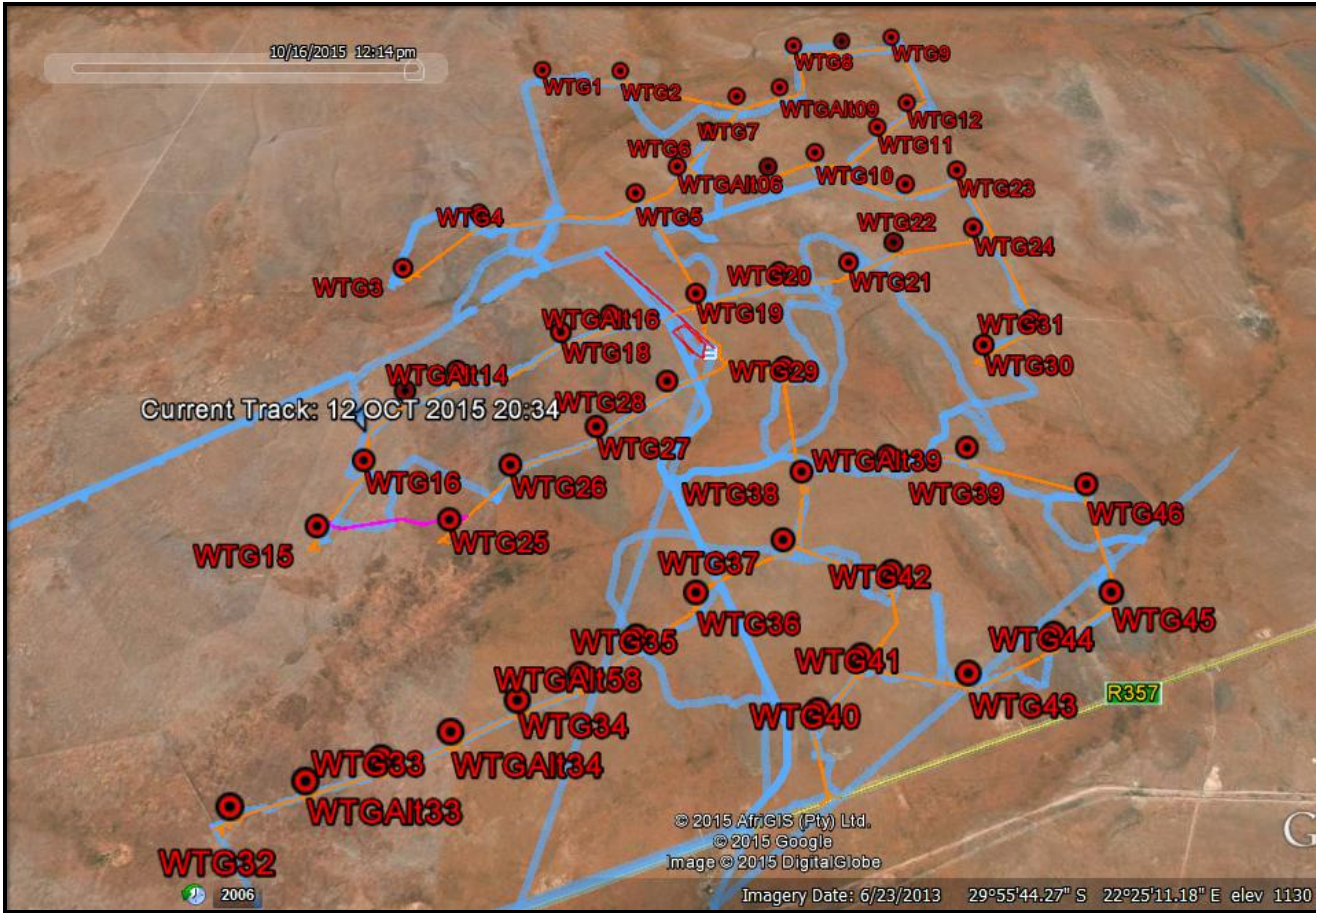 10/16/2015 12:14 pm
WTG9
WTG8
WTG1
WTG2
WTGAlt09
WTG12
WTG7
WTG11
WTG6
WTG10
WTGAlt06
WTG23
WTG4
WTG5
WTG22
WTG24
WTG3
WTG20
WTG21
WTG19
WTGAlt16
WTG31
WTG18
WTG30
WTG29
WTGAlt14
WTG28
Current Track: 12 OCT 2015 20:34
WTG27
WTGAlt39
WTG16
WTG26
WTG38
WTG39
WTG46
WTG15
WTG25
WTG37
WTG42
WTG36
WTG45
WTG35
WTG44
WTG41
WTGAlt58
R357
WTG43
WTG34
WTG40
WTG33
WTGAlt34
WTGAlt33
WTG32
© 2015 AfriGIS (Pty) Ltd.
© 2015 Google
Image © 2015 DigitalGlobe
G
2006
Imagery Date: 6/23/2013 29°55'44.27" S 22°25'11.18" E elev 1130